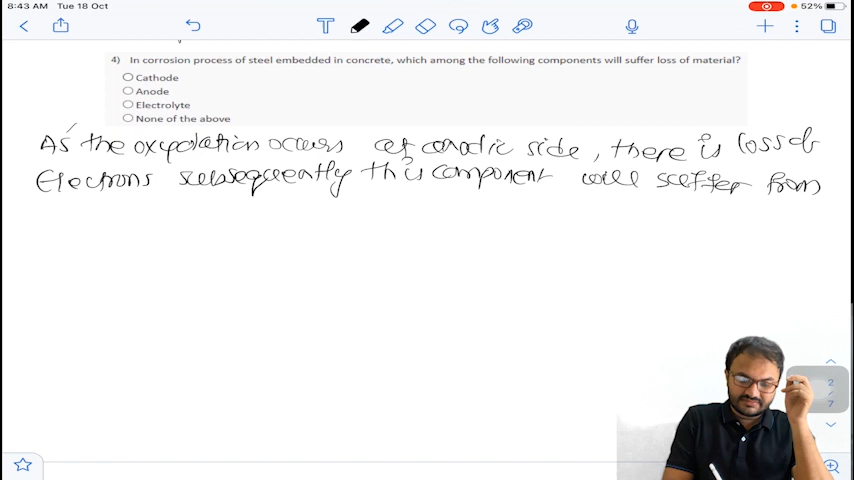 8:43 AM Tue 18 Oct
52%
4) In corrosion process of steel embedded in concrete, which among the following components will suffer loss of material?
Cathode
Anode
Electrolyte
None of the above
As the oxydation occurs at anodic side, there is loss of
Electrons subsequently this component will suffer from
2
7